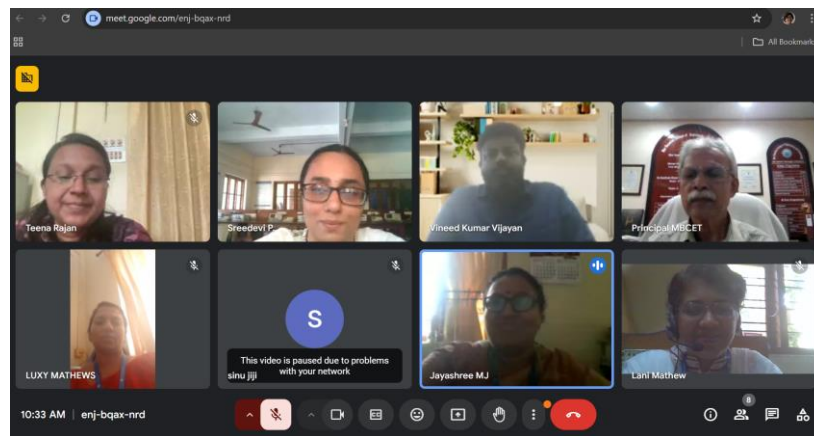 meet.google.com/enj-bqax-nrd
All Bookmark
Teena Rajan
Sreedevi P
Vineed Kumar Vijayan
Principal MBCET
LUXY MATHEWS
S
This video is paused due to problems
with your network
sinu jiji
Jayashree MJ
Lani Mathew
10:33 AM | enj-bqax-nrd
8